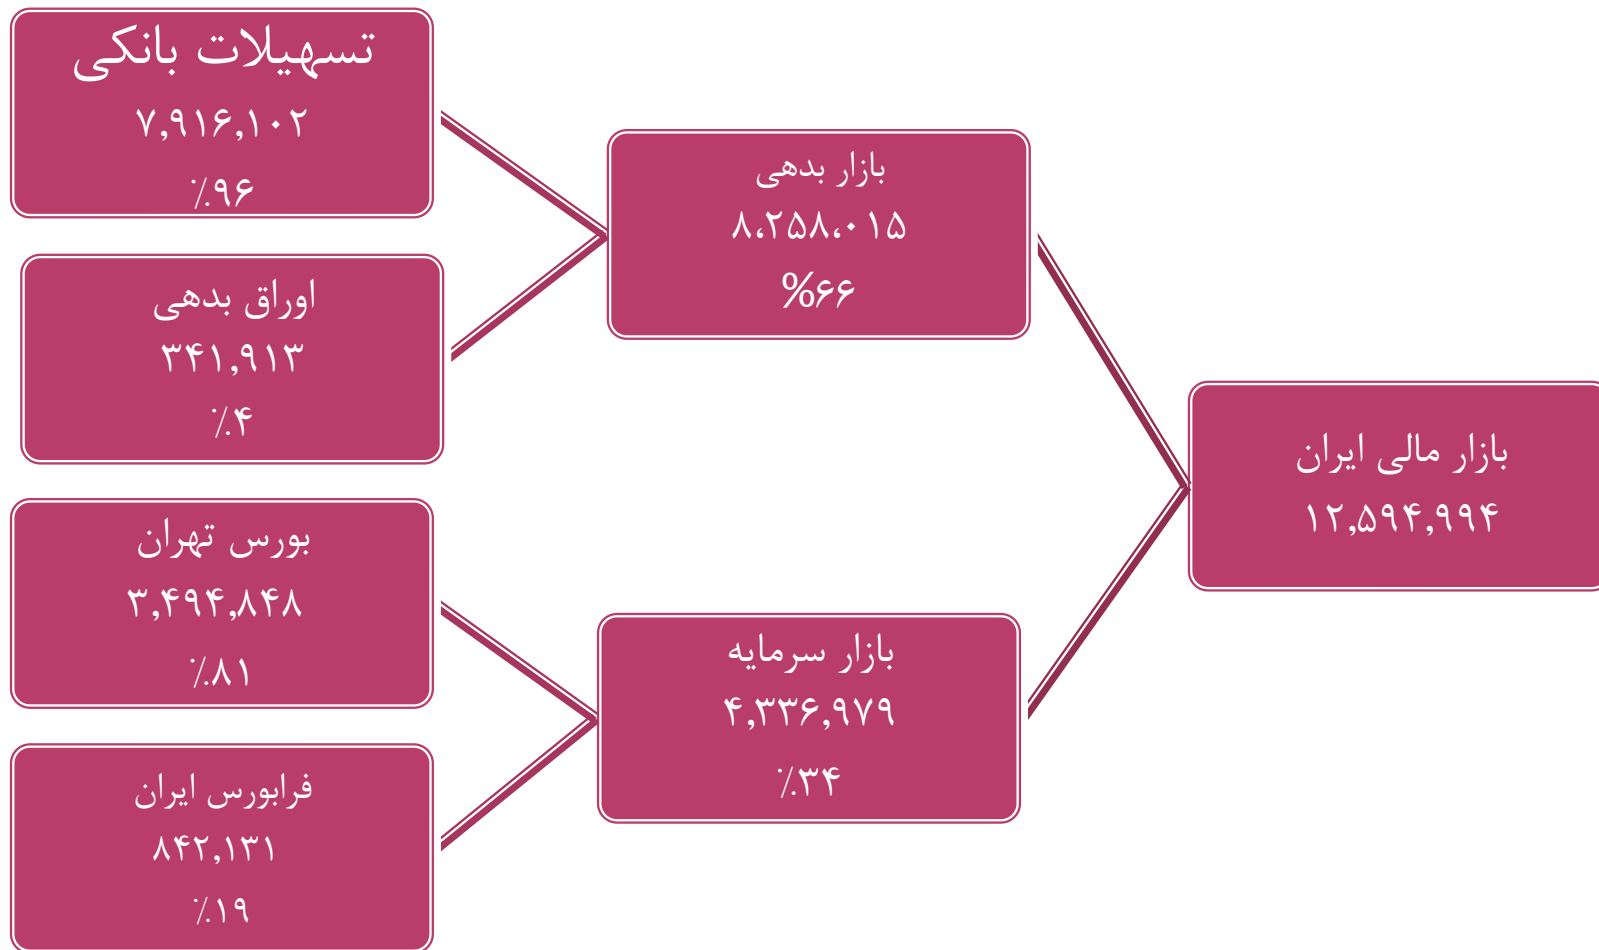 تسهیلات بانکی
۷,۹۱۶,۱۰۲
٪۹۶
اوراق بدهی
۳۴۱,۹۱۳
٪۴
بورس تهران
۳,۴۹۴,۸۴۸
٪۸۱
فرابورس ایران
۸۴۲,۱۳۱
٪۱۹
بازار بدهی
۸،۲۵۸،۰۱۵
%۶۶
بازار سرمایه
۴,۳۳۶,۹۷۹
٪۳۴
بازار مالی ایران
۱۲,۵۹۴,۹۹۴